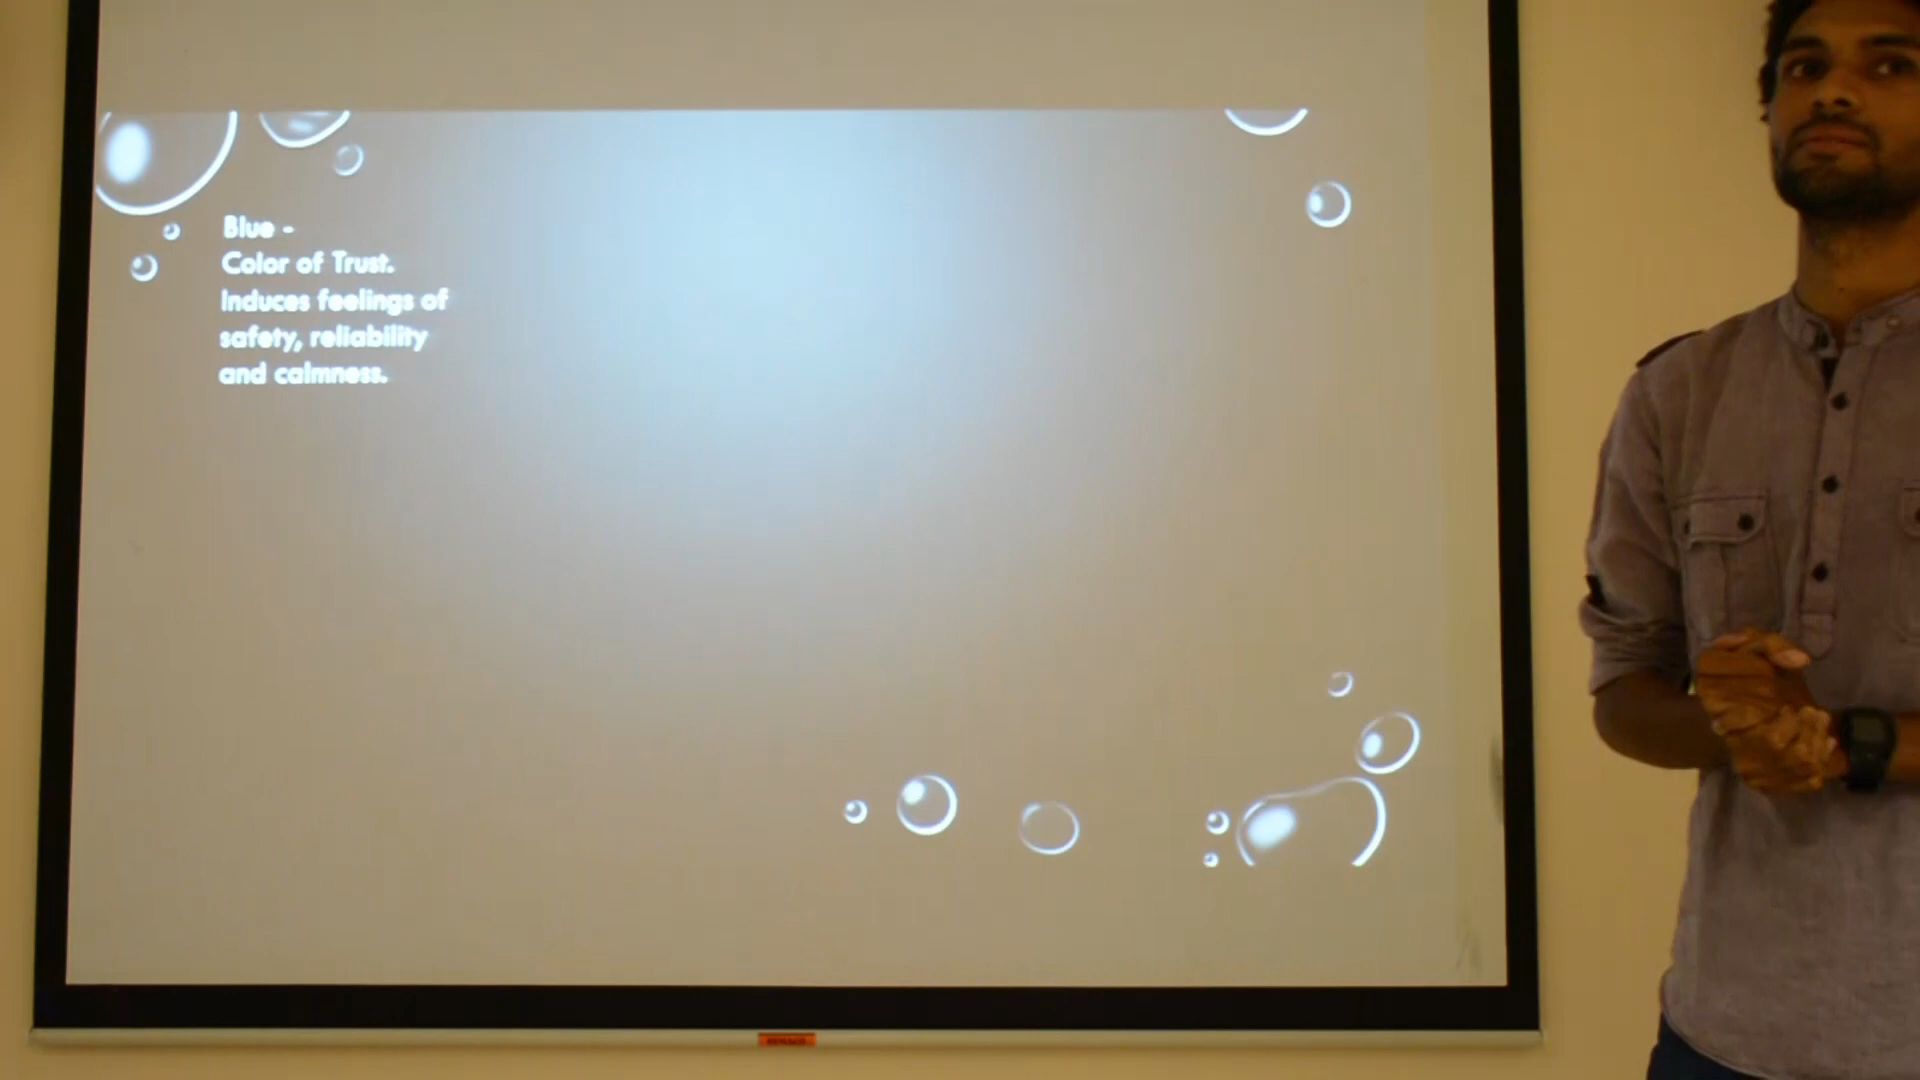 Blue -
Color of Trust.
Induces feelings of
safety, reliability
and calmness.